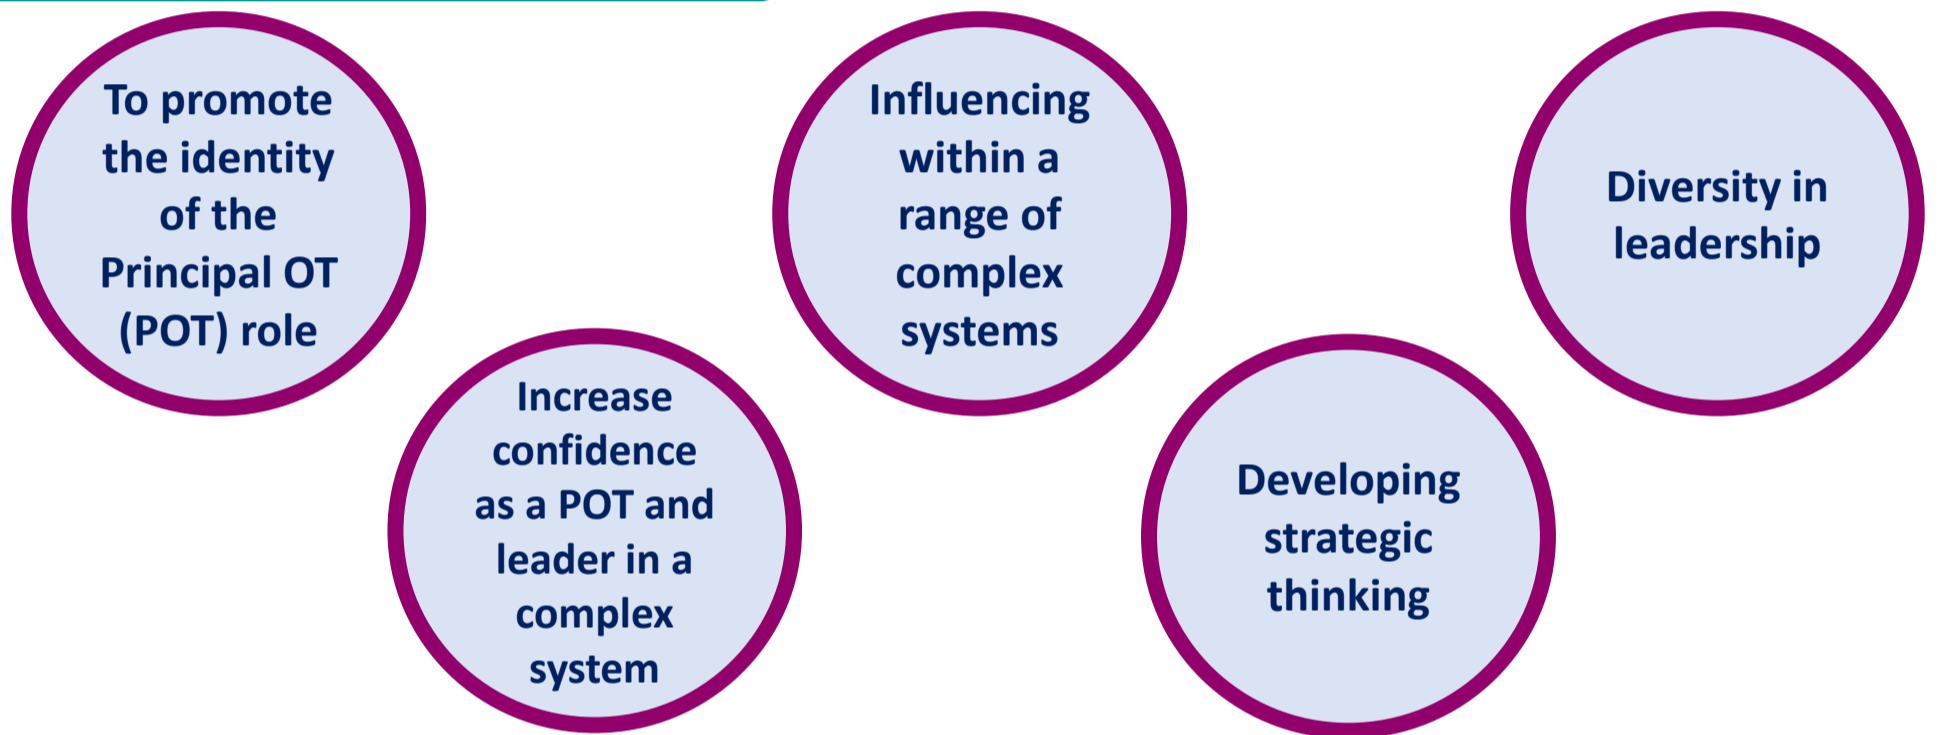 To promote
the identity
of the
Principal OT
(POT) role
Increase
confidence
as a POT and
leader in a
complex
system
Influencing
within a
range of
complex
systems
Developing
strategic
thinking
Diversity in
leadership